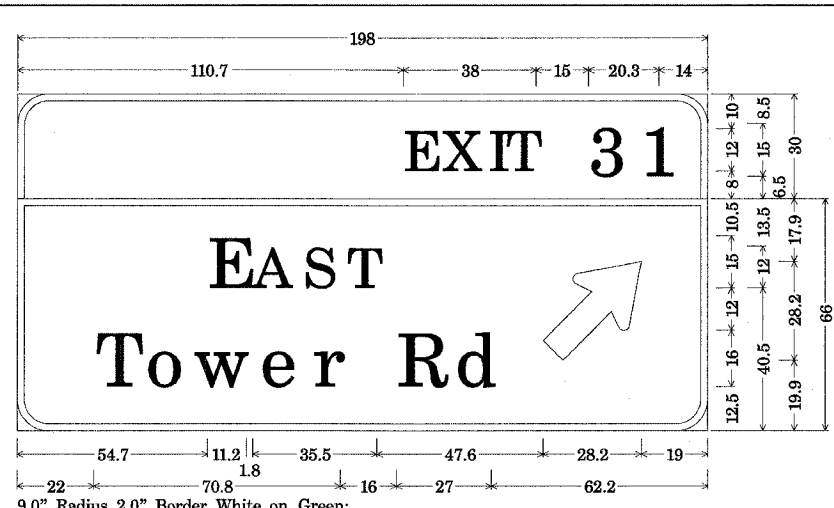 198
110.7 38 15 20.3 14
EXIT 31
10 12 8
8.5 15 6.5
30
EAST
Tower Rd
10.5 15 12 16 12.5
13.5 12 40.5
17.9 28.2 19.9
66
54.7 11.2 35.5 47.6 28.2 19
1.8
22 70.8 16 27 62.2
9.0" Radius 2.0" Border White on Green;